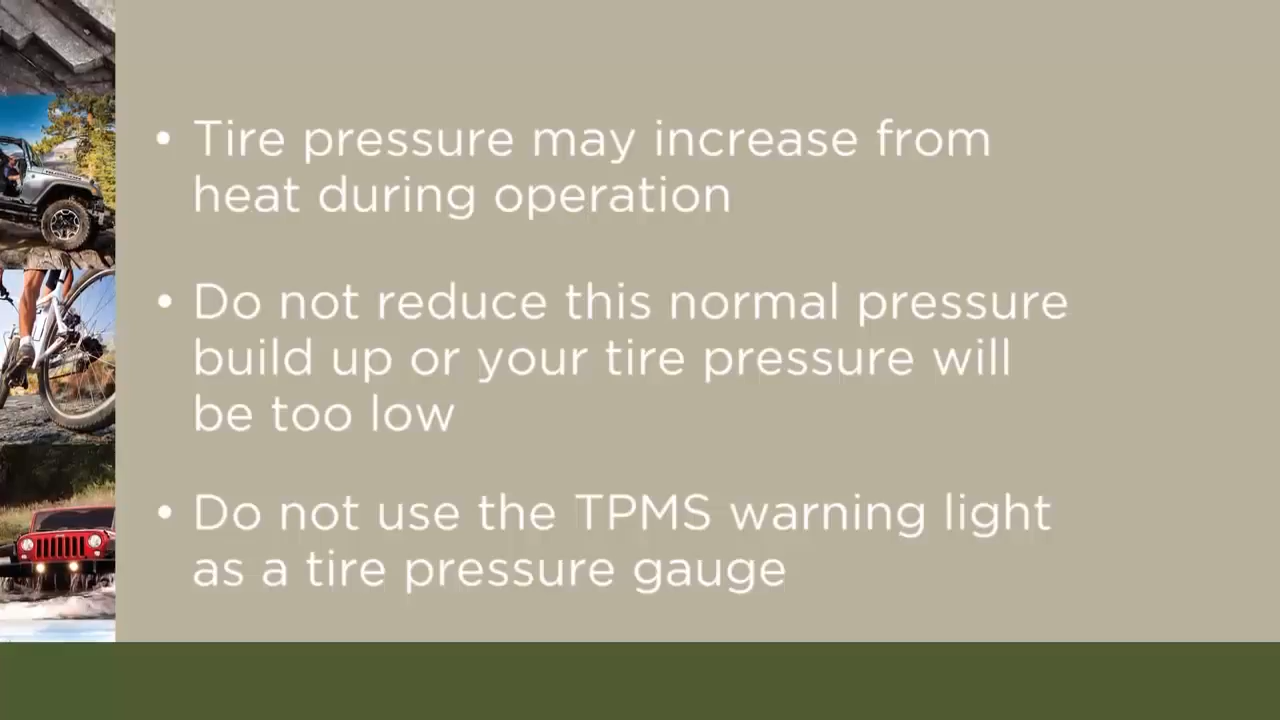 • Tire pressure may increase from
heat during operation
• Do not reduce this normal pressure
build up or your tire pressure will
be too low
• Do not use the TPMS warning light
as a tire pressure gauge